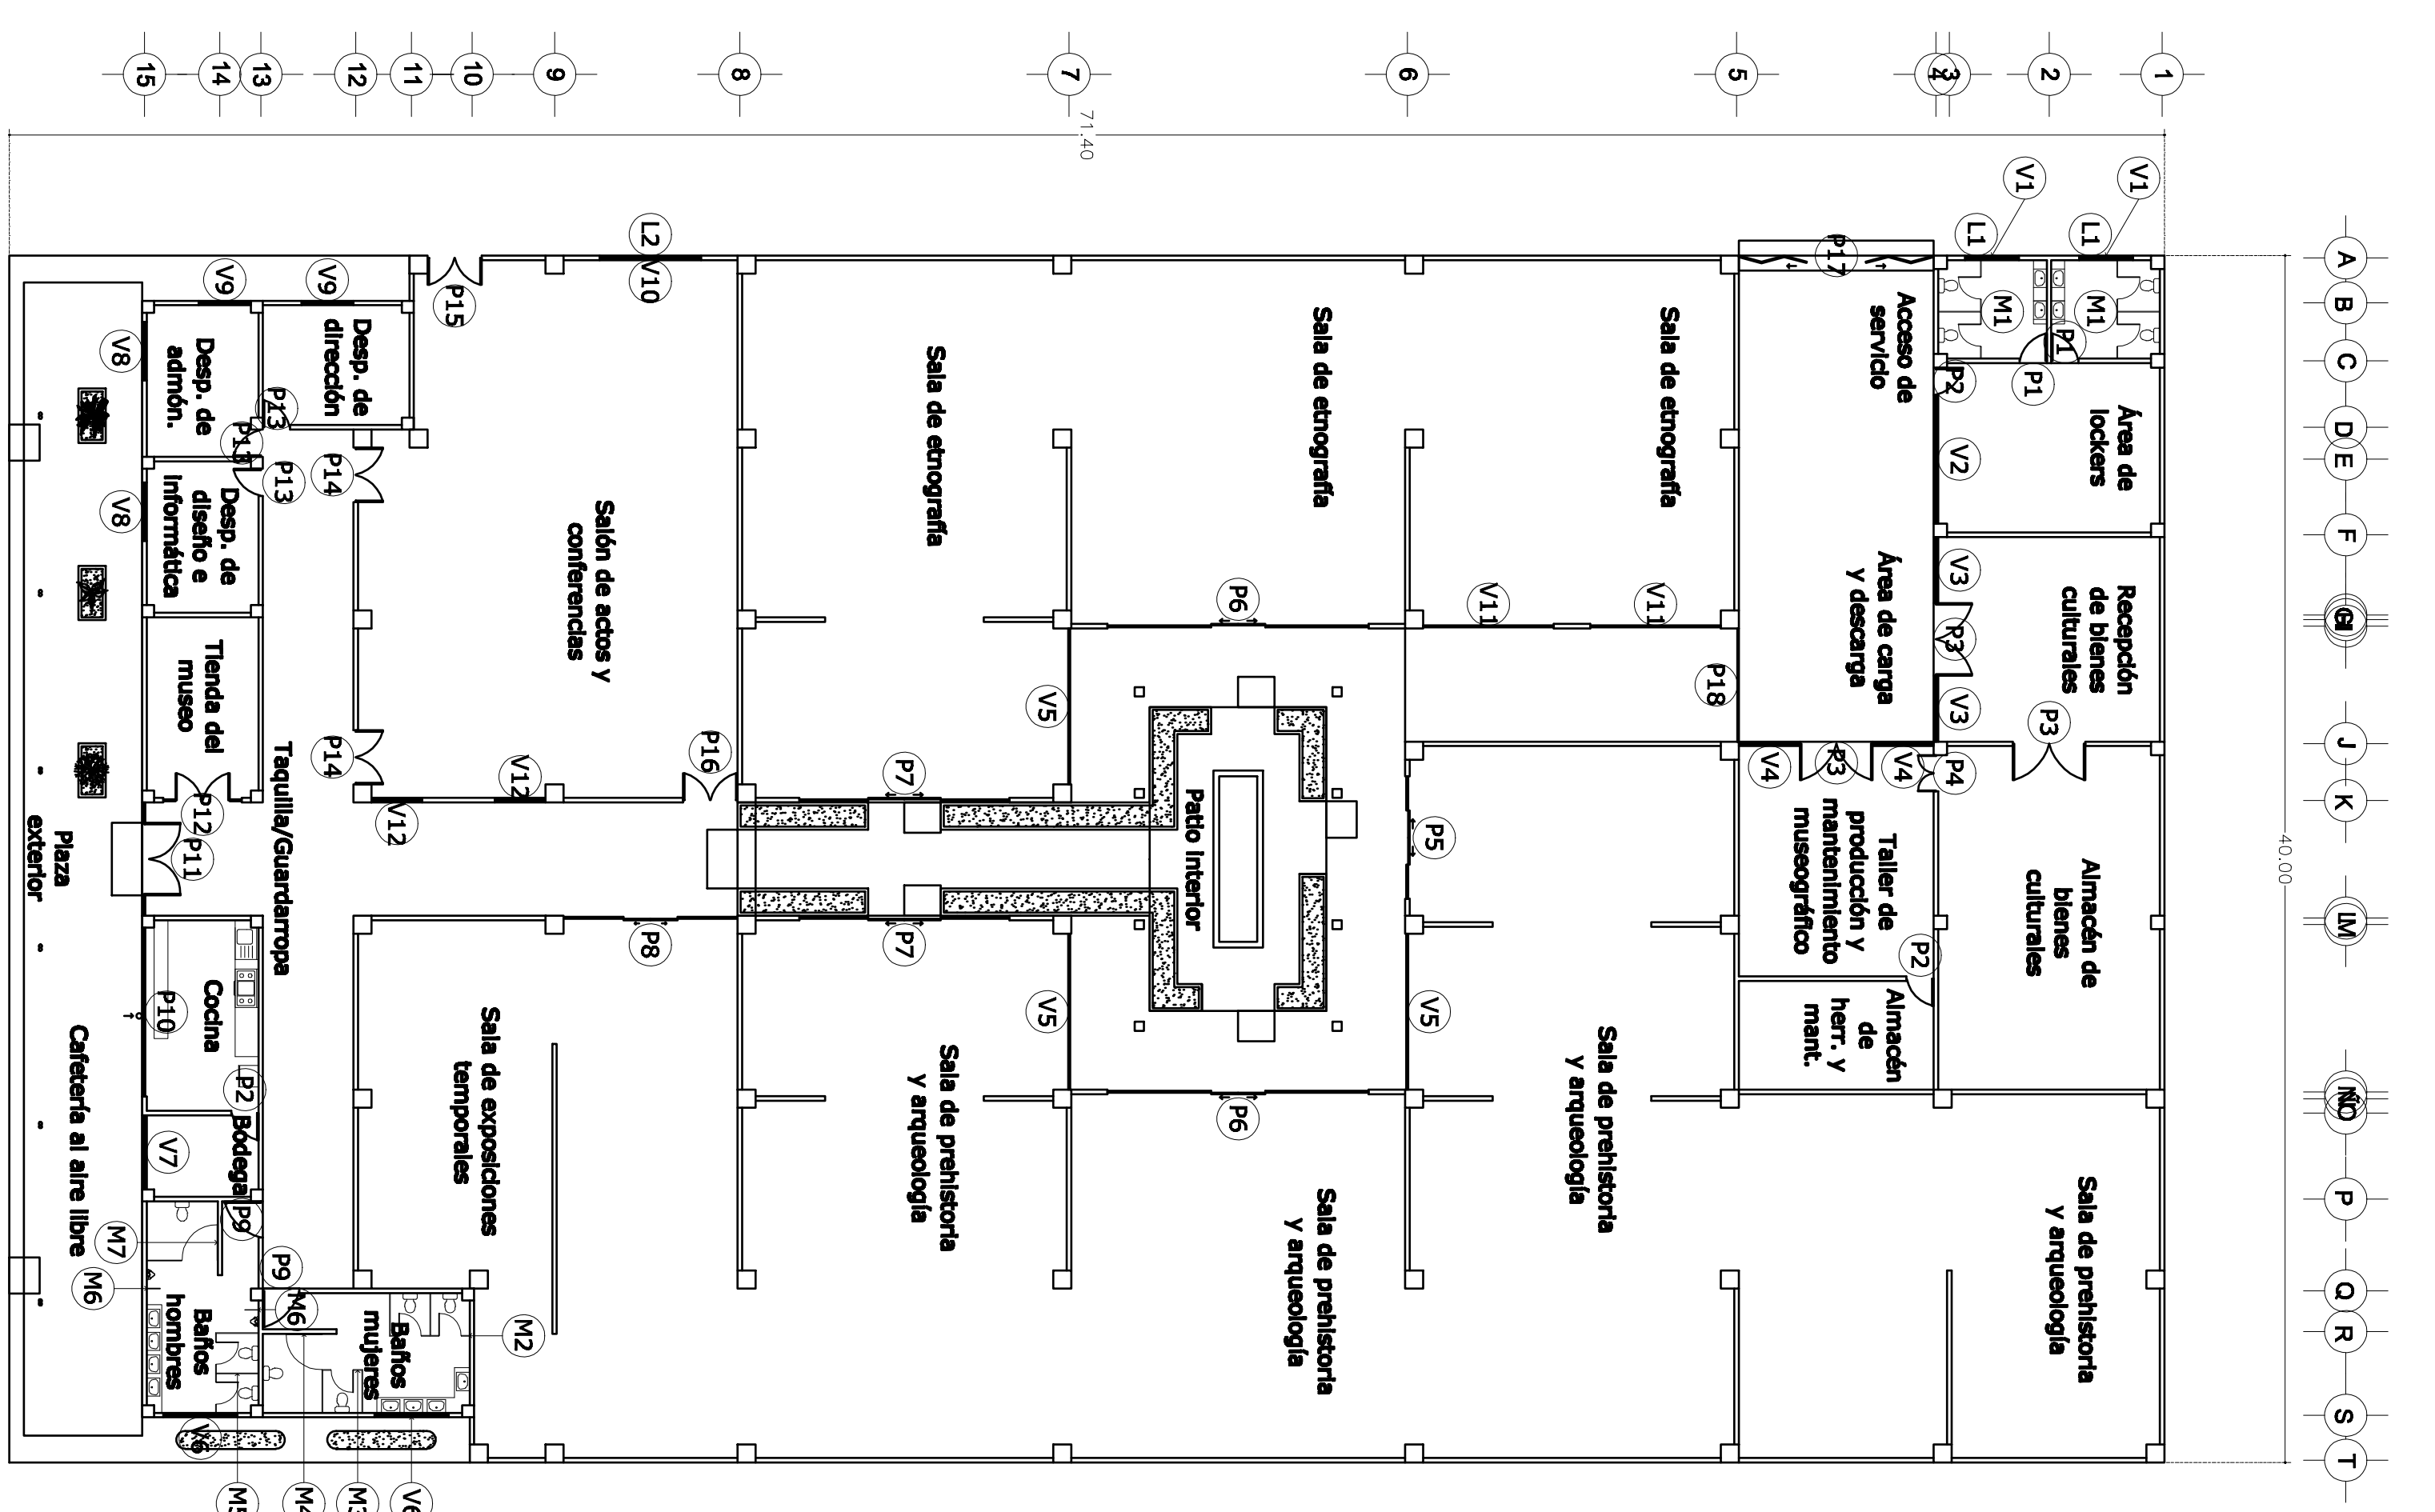 A
B
C
D
E
F
J
K
P
Q
R
S
T
40.00
1
V1
L1
M1
P1
Área de
lockers
Recepción
de bienes
culturales
Almacén de
bienes
culturales
Sala de prehistoria
y arqueología
2
V1
L1
M1
P1
P3
3
4
P2
V2
V3
P3
V3
P4
Acceso de
servicio
Área de carga
y descarga
P17
V4
P3
V4
Taller de
producción y
mantenimiento
museográfico
P2
Almacén
de
herr. y
mant.
5
P18
Sala de etnografía
V11
V11
Sala de prehistoria
y arqueología
6
P5
V5
Sala de etnografía
P6
Patio interior
P6
Sala de prehistoria
y arqueología
71.40
7
V5
V5
Sala de etnografía
P7
P7
Sala de prehistoria
y arqueología
8
P16
L2
V10
P8
Salón de actos y
conferencias
9
V12
M2
10
P15
Sala de exposiciones
temporales
11
V12
V6
Baños
mujeres
12
P14
P14
M3
Desp. de
dirección
V9
M4
13
P13
P13
P13
Taquilla/Guardarropa
P9
M6
14
V9
Desp. de
admón.
Desp. de
diseño e
informática
Tienda del
museo
P12
P11
Cocina
P2
Bodega
P9
M5
Baños
hombres
V6
15
P10
V7
V8
V8
M7
M6
Plaza
exterior
Cafetería al aire libre